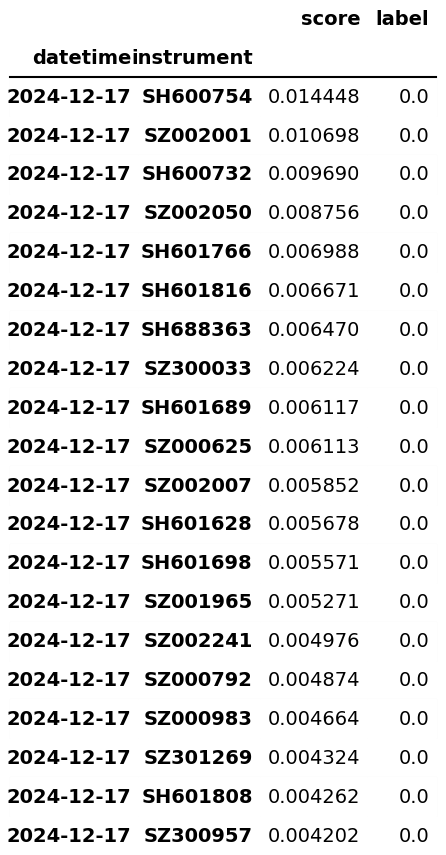 score label
datetime instrument
2024-12-17 SH600754 0.014448 0.0
2024-12-17 SZ002001 0.010698 0.0
2024-12-17 SH600732 0.009690 0.0
2024-12-17 SZ002050 0.008756 0.0
2024-12-17 SH601766 0.006988 0.0
2024-12-17 SH601816 0.006671 0.0
2024-12-17 SH688363 0.006470 0.0
2024-12-17 SZ300033 0.006224 0.0
2024-12-17 SH601689 0.006117 0.0
2024-12-17 SZ000625 0.006113 0.0
2024-12-17 SZ002007 0.005852 0.0
2024-12-17 SH601628 0.005678 0.0
2024-12-17 SH601698 0.005571 0.0
2024-12-17 SZ001965 0.005271 0.0
2024-12-17 SZ002241 0.004976 0.0
2024-12-17 SZ000792 0.004874 0.0
2024-12-17 SZ000983 0.004664 0.0
2024-12-17 SZ301269 0.004324 0.0
2024-12-17 SH601808 0.004262 0.0
2024-12-17 SZ300957 0.004202 0.0